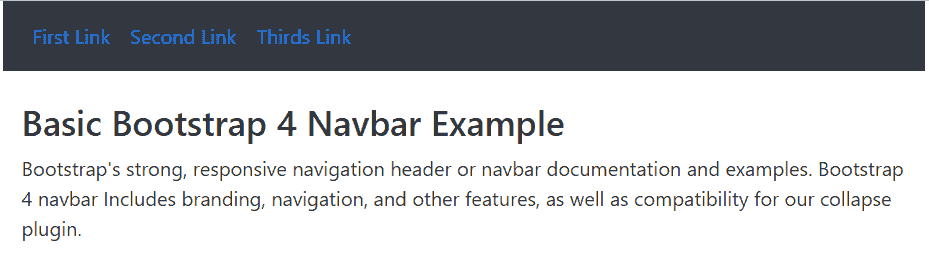 First Link Second Link Thirds Link
Basic Bootstrap 4 Navbar Example
Bootstrap's strong, responsive navigation header or navbar documentation and examples. Bootstrap
4 navbar Includes branding, navigation, and other features, as well as compatibility for our collapse
plugin.